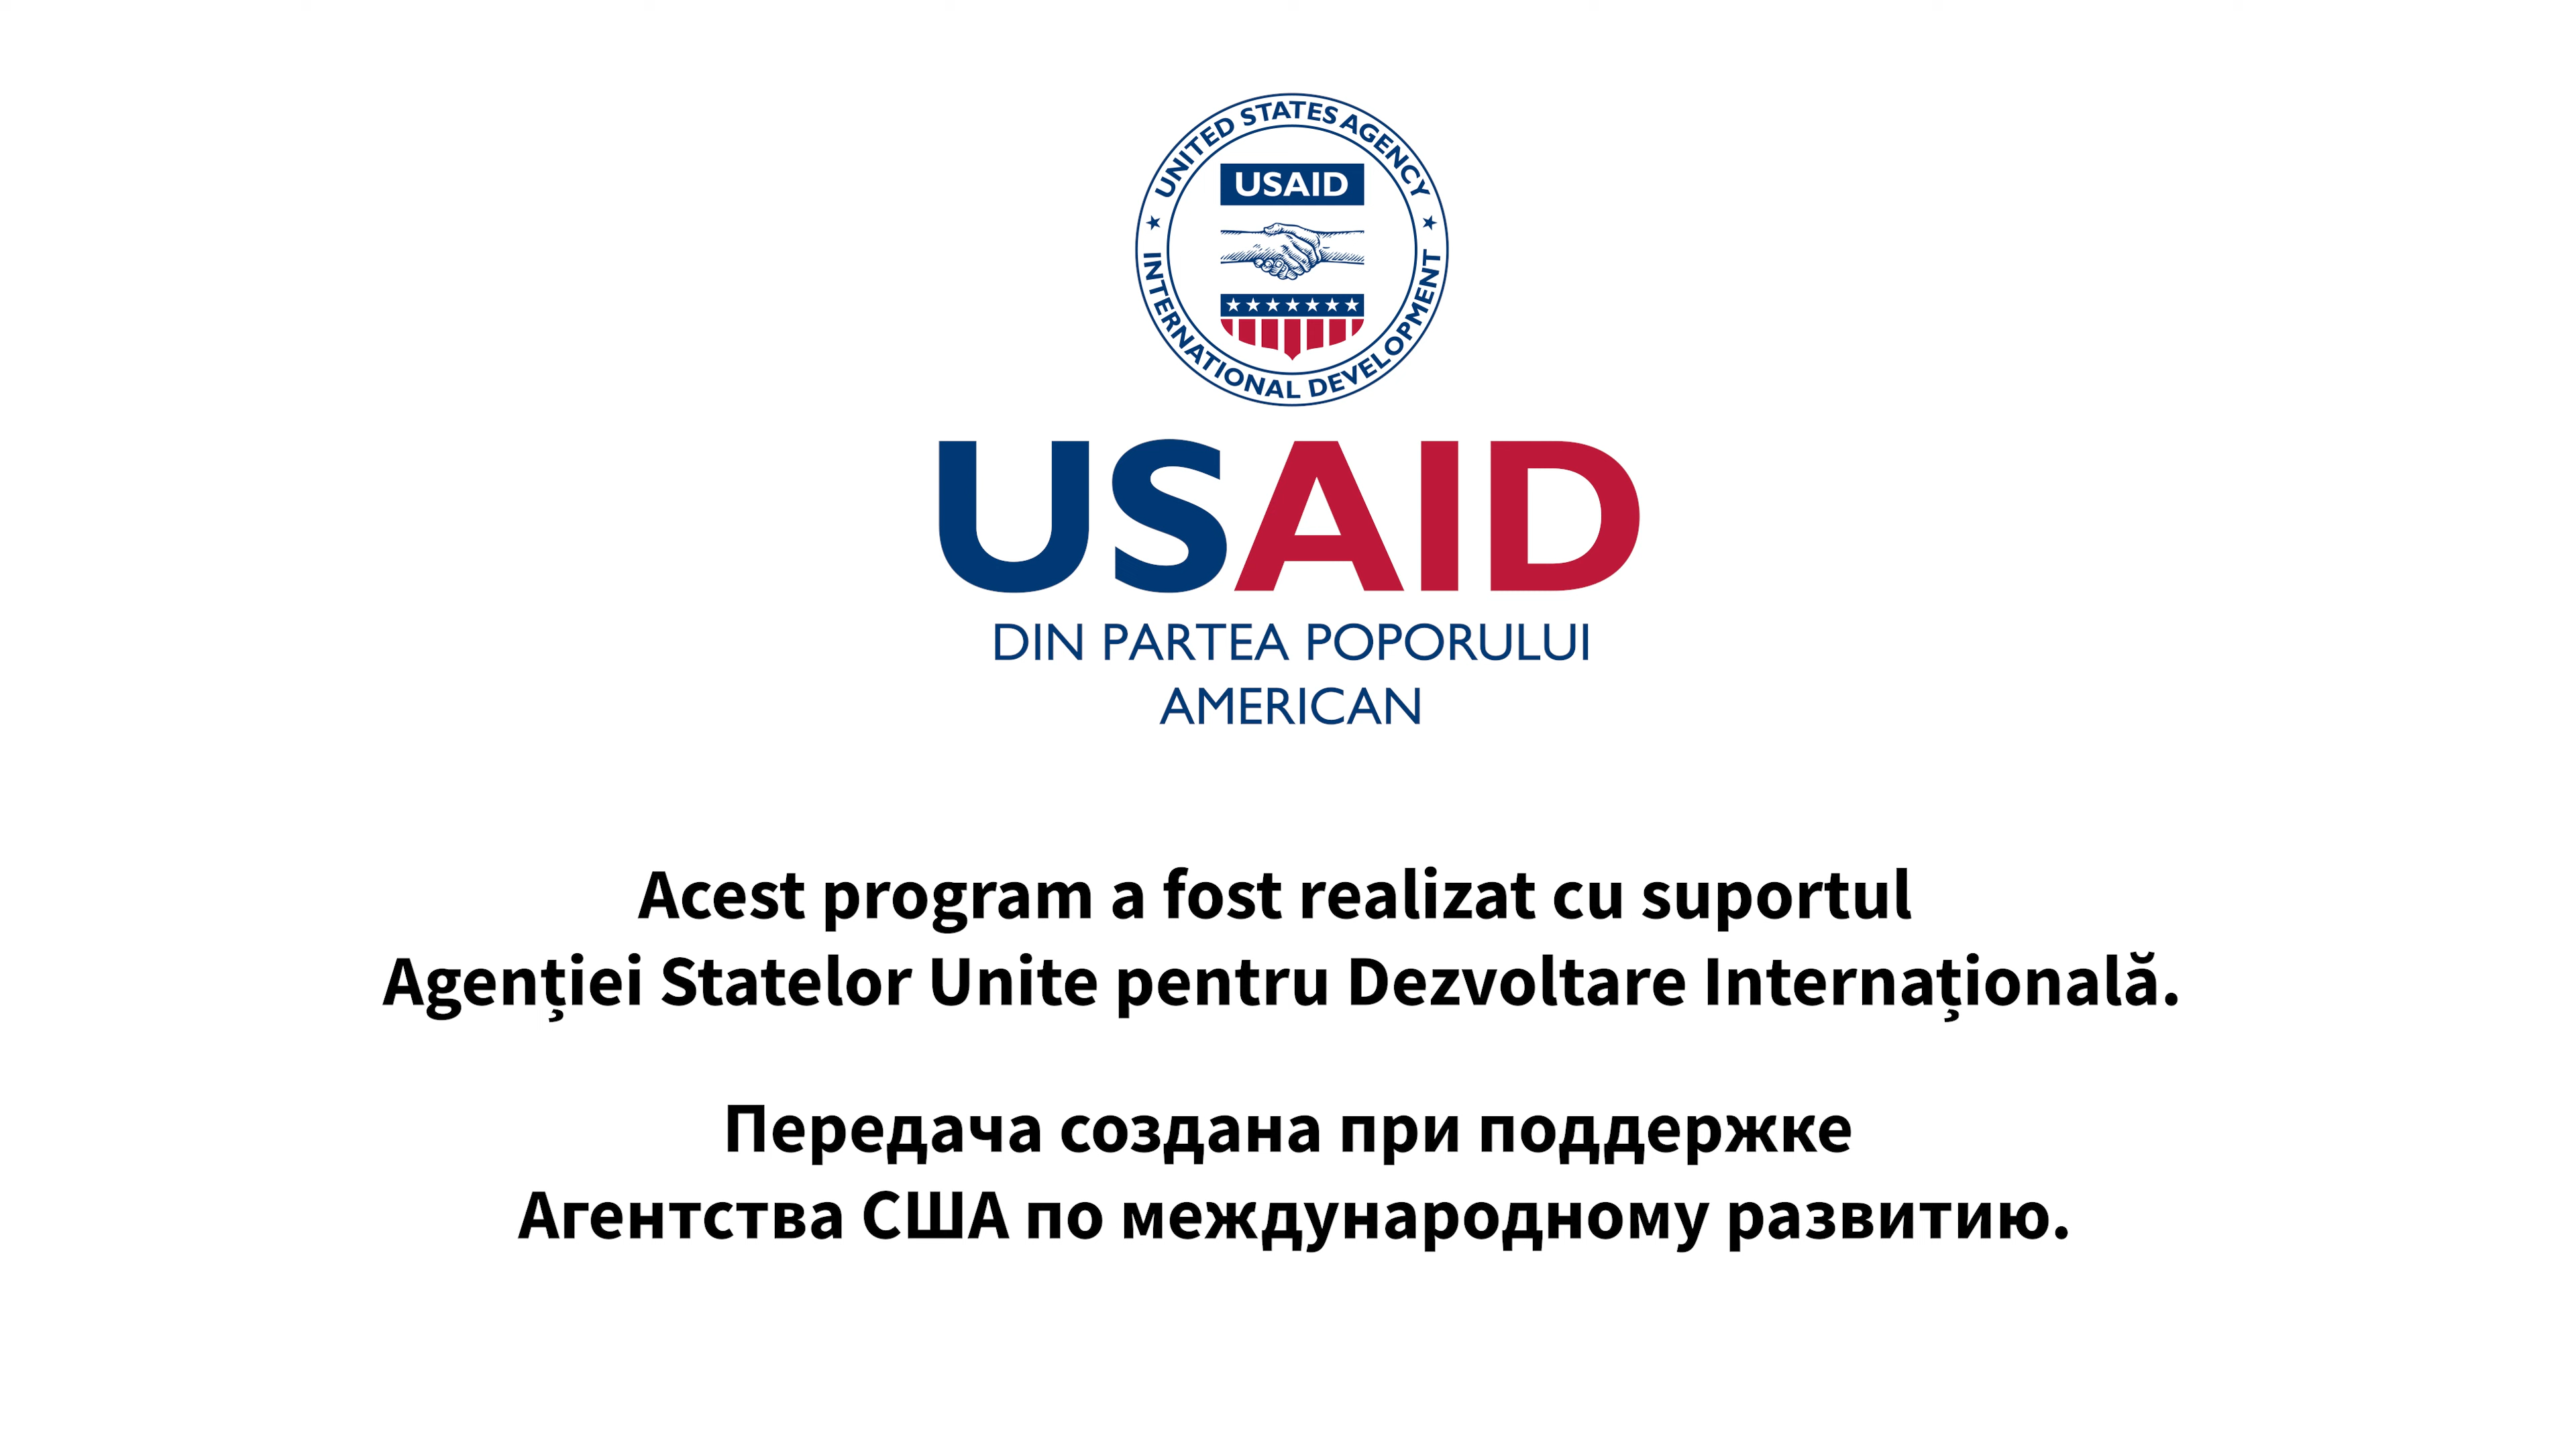 UNITED STATES AGENCY
INTERNATIONAL DEVELOPMENT
USAID
USAID
DIN PARTEA POPORULUI
AMERICAN
Acest program a fost realizat cu suportul
Agenției Statelor Unite pentru Dezvoltare Internațională.
Передача создана при поддержке
Агентства США по международному развитию.